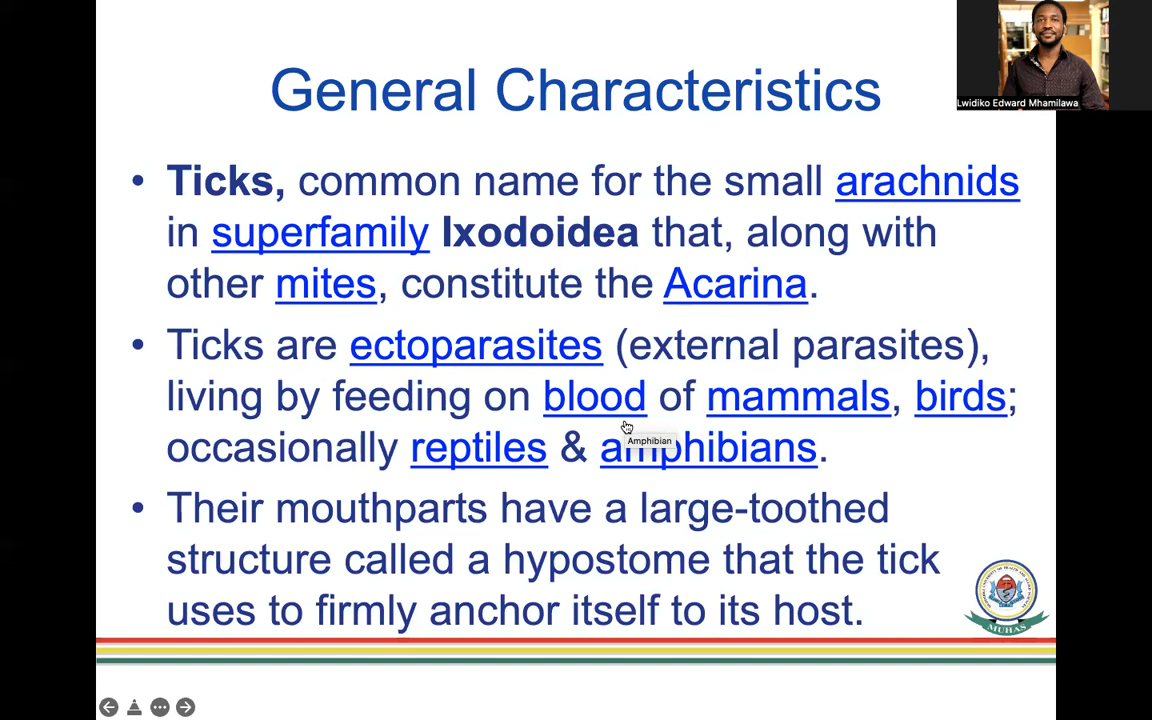 General Characteristics
Lwidiko Edward Mhamilawa
• Ticks, common name for the small arachnids
in superfamily Ixodoidea that, along with
other mites, constitute the Acarina.
• Ticks are ectoparasites (external parasites),
living by feeding on blood of mammals, birds;
Amphibian
occasionally reptiles & amphibians.
• Their mouthparts have a large-toothed
structure called a hypostome that the tick
uses to firmly anchor itself to its host.
MUHAS